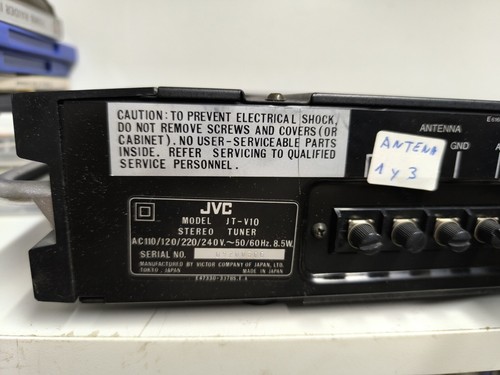 CAUTION: TO PREVENT ELECTRICAL SHOCK,
DO NOT REMOVE SCREWS AND COVERS (OR
CABINET). NO USER-SERVICEABLE PARTS
INSIDE. REFER SERVICING TO QUALIFIED
SERVICE PERSONNEL.
ANTENNA
GND
ANTENA
1 y 3
JVC
MODEL JT-V10
STEREO TUNER
AC110/120/220/240V.~50/60Hz. 8.5W
SERIAL NO.
MANUFACTURED BY VICTOR COMPANY OF JAPAN, LTD.
TOKYO, JAPAN MADE IN JAPAN